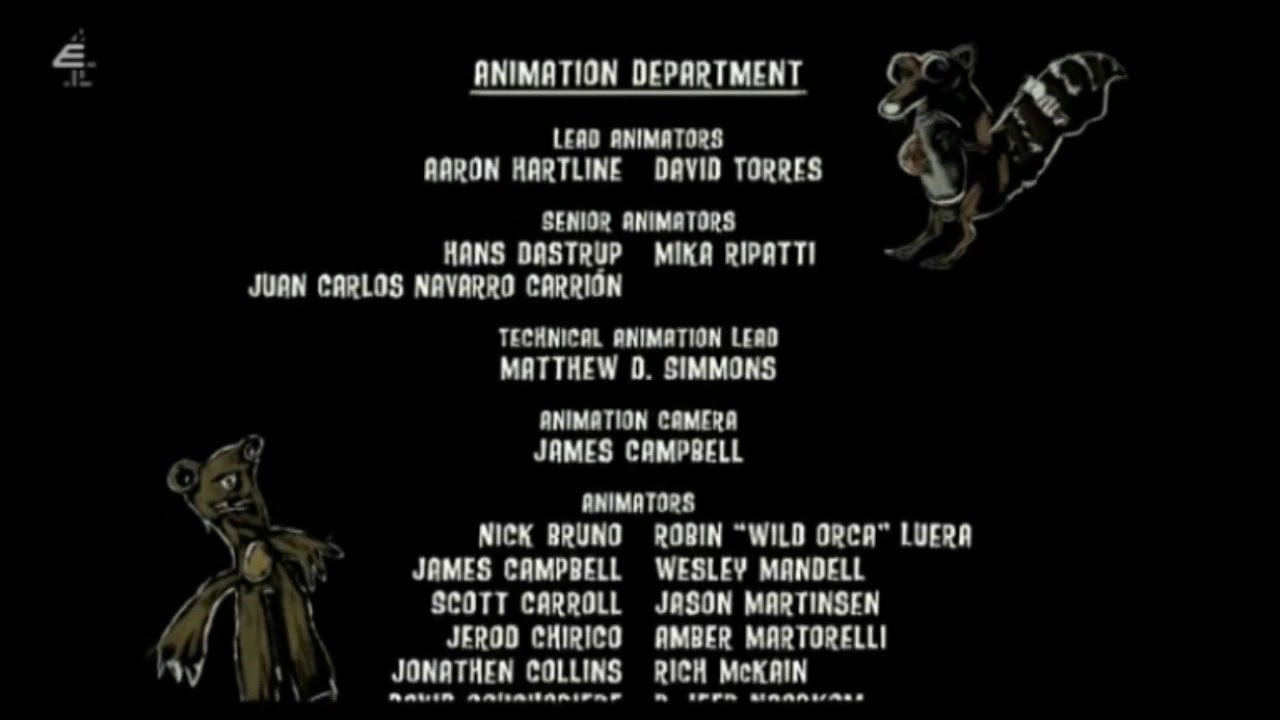 E4
ANIMATION DEPARTMENT
LEAD ANIMATORS
AARON HARTLINE DAVID TORRES
SENIOR ANIMATORS
HANS DASTRUP MIKA RIPATTI
JUAN CARLOS NAVARRO CARRIÓN
TECHNICAL ANIMATION LEAD
MATTHEW D. SIMMONS
ANIMATION CAMERA
JAMES CAMPBELL
ANIMATORS
NICK BRUNO ROBIN "WILD ORCA" LUERA
JAMES CAMPBELL WESLEY MANDELL
SCOTT CARROLL JASON MARTINSEN
JEROD CHIRICO AMBER MARTORELLI
JONATHEN COLLINS RICH McKAIN